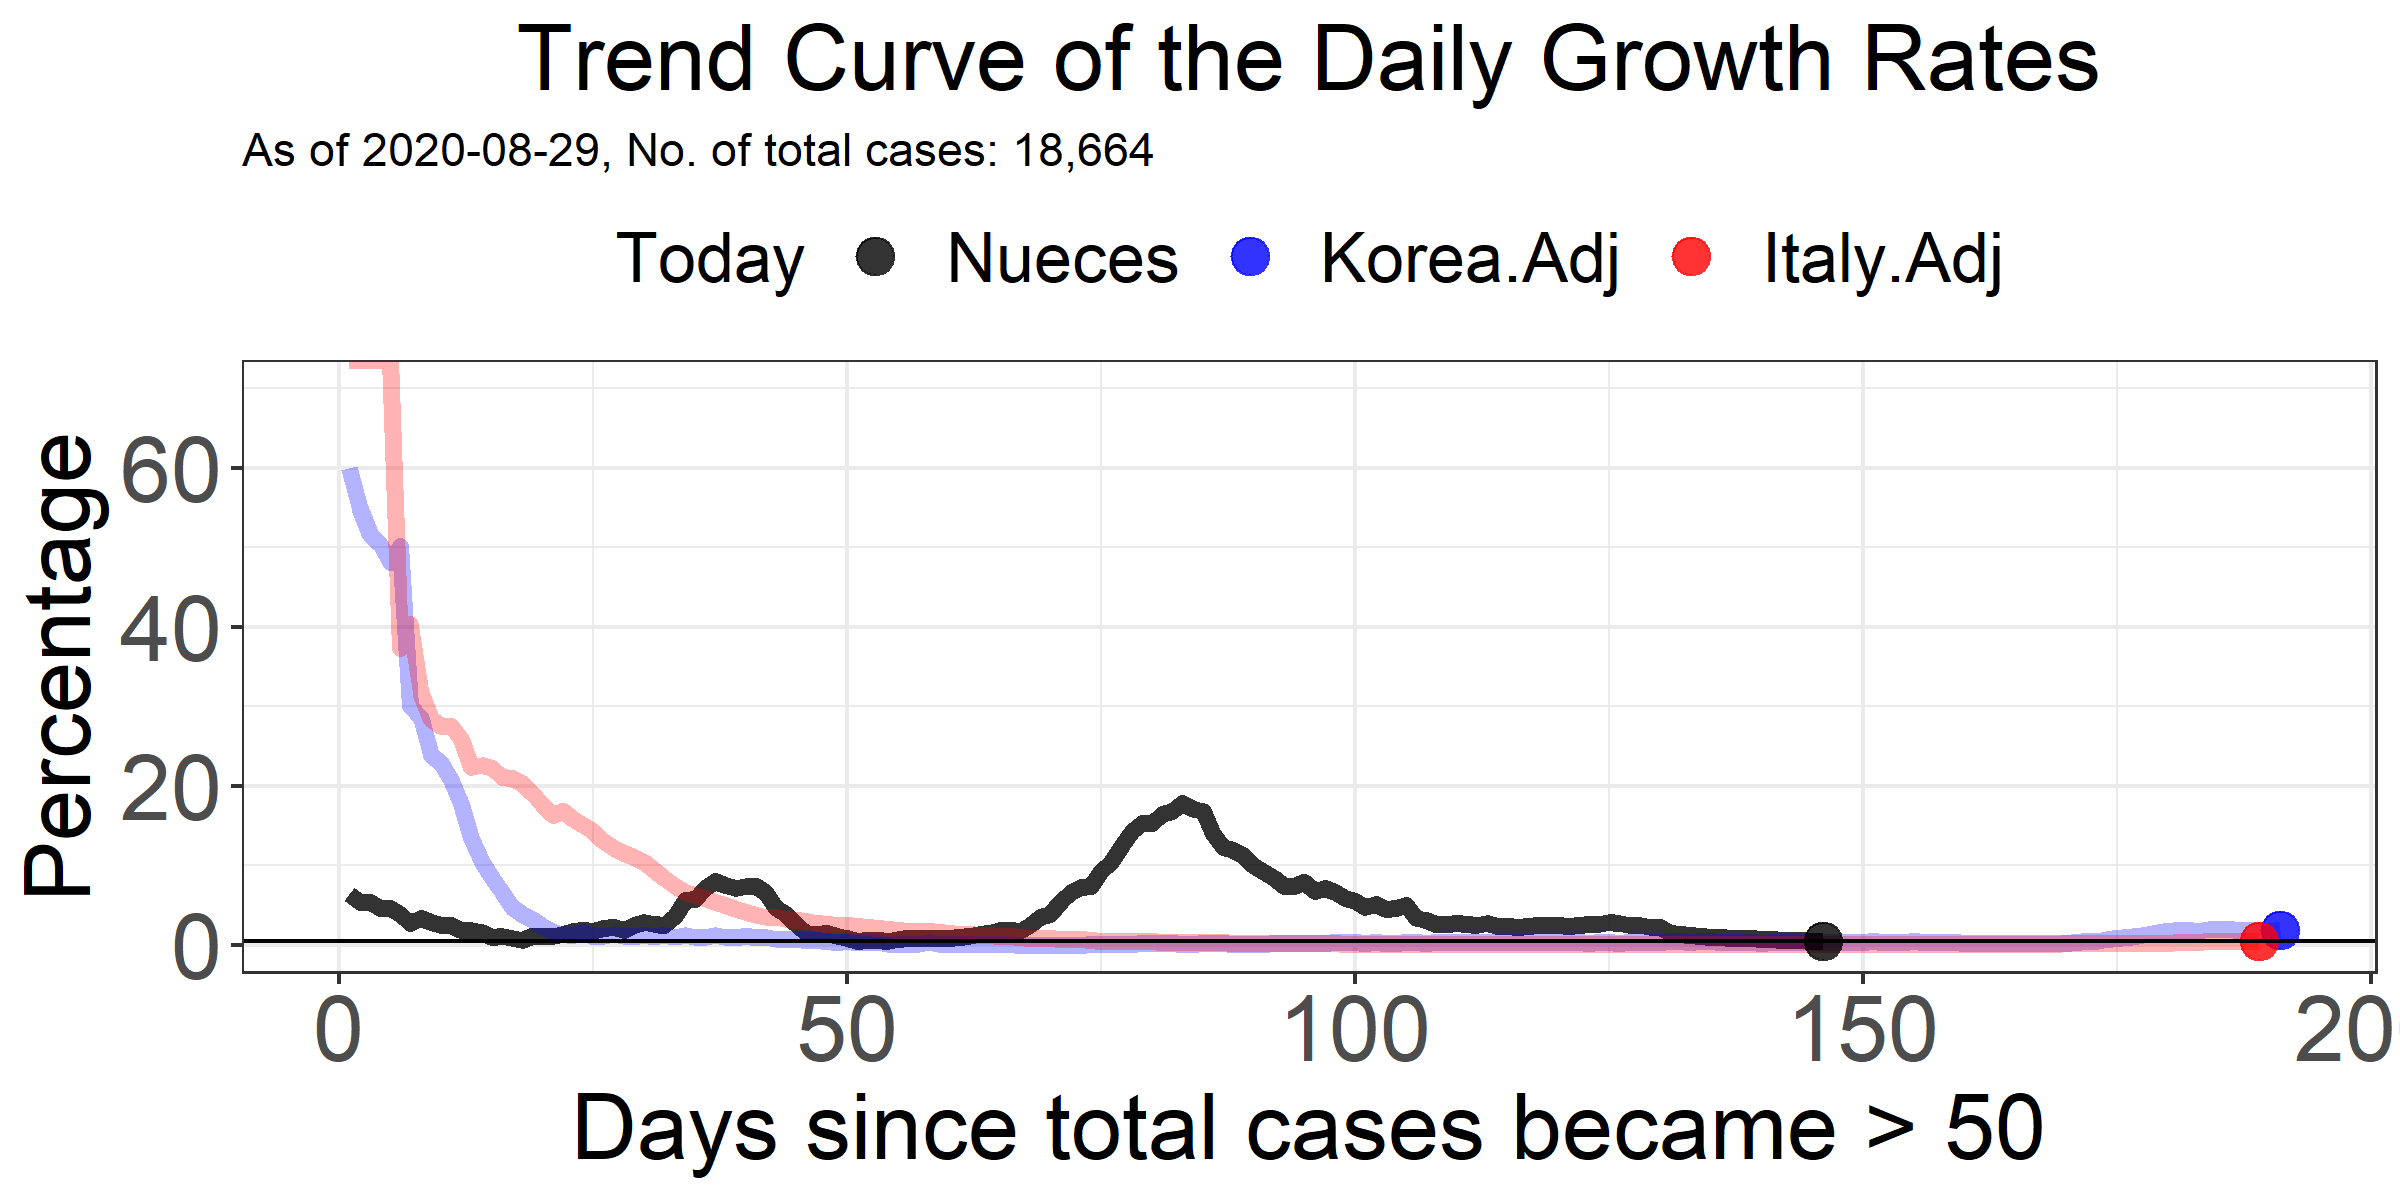 Trend Curve of the Daily Growth Rates
As of 2020-08-29, No. of total cases: 18,664
Today Nueces Korea.Adj Italy.Adj
Percentage
60
40
20
0
0 50 100 150 20
Days since total cases became > 50